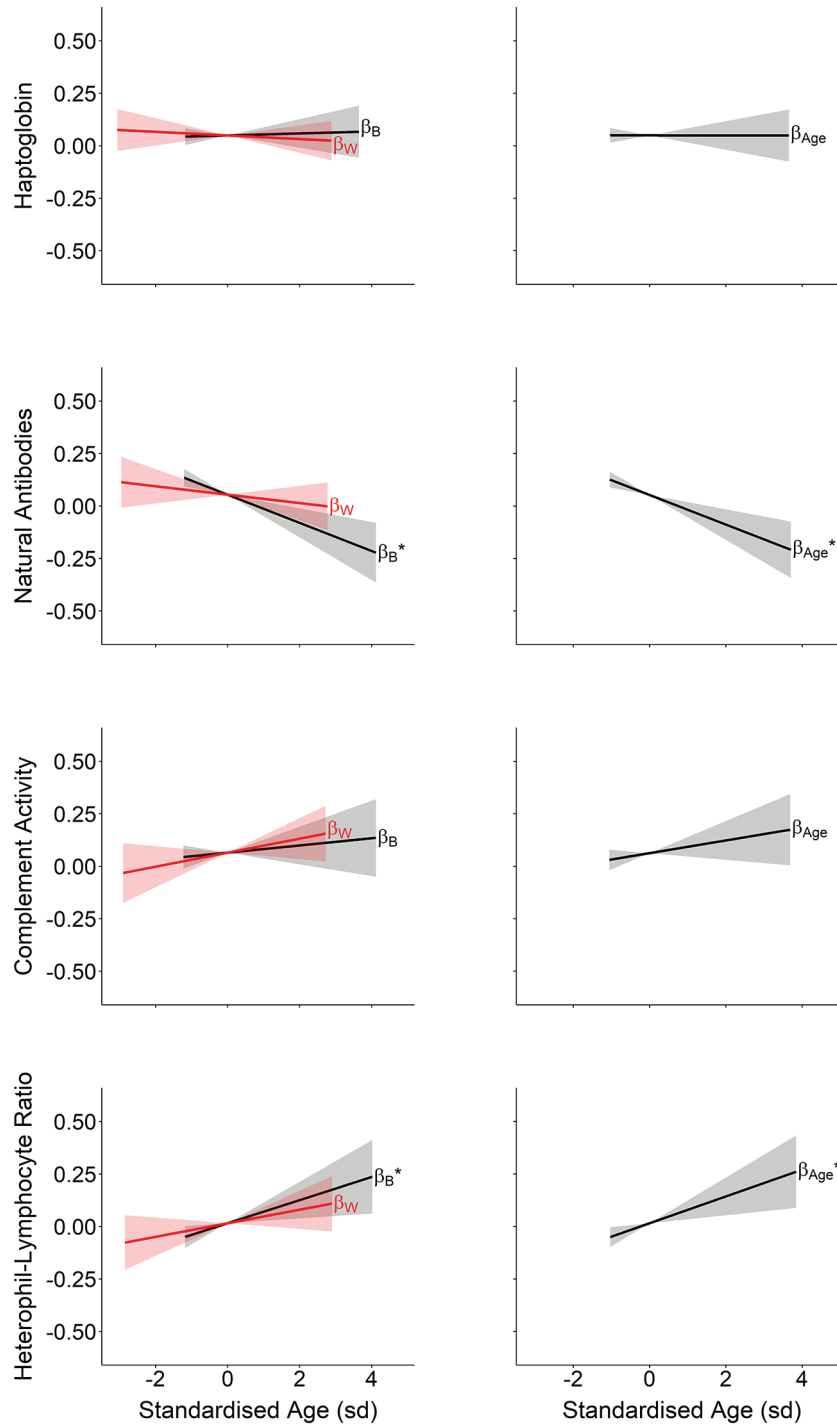 Haptoglobin
0.50
0.25
0.00
-0.25
-0.50
βB
βW
βAge
Natural Antibodies
0.50
0.25
0.00
-0.25
-0.50
βW
βB*
βAge*
Complement Activity
0.50
0.25
0.00
-0.25
-0.50
βW
βB
βAge
Heterophil-Lymphocyte Ratio
0.50
0.25
0.00
-0.25
-0.50
βB*
βW
βAge*
-2 0 2 4
-2 0 2 4
Standardised Age (sd)
Standardised Age (sd)